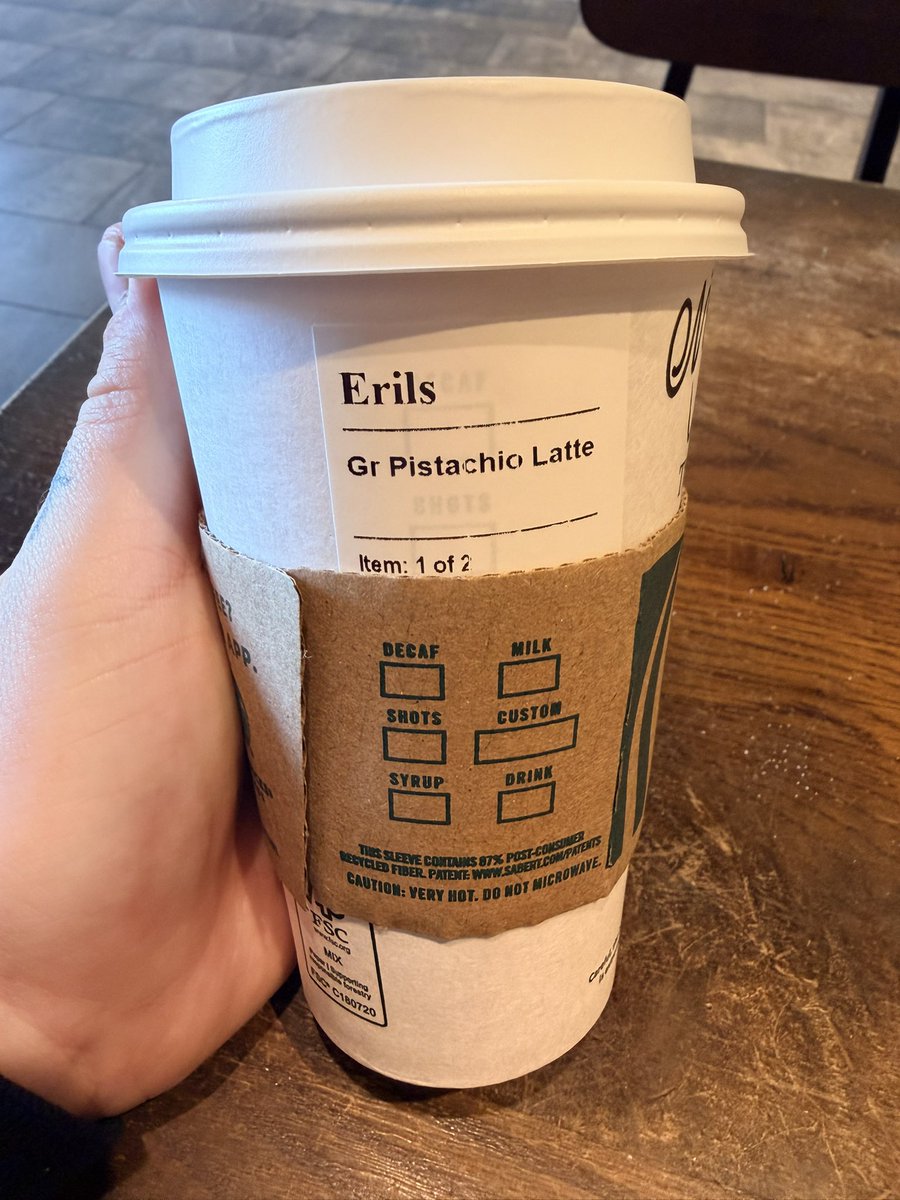 Erils
Gr Pistachio Latte
Item: 1 of 2
App.
DECAF
MILK
SHOTS
CUSTOM
SYRUP
DRINK
THIS SLEEVE CONTAINS 87% POST-CONSUMER
RECYCLED FIBER. PATENT: WWW.SABERT.COM/PATENTS
CAUTION: VERY HOT. DO NOT MICROWAVE.
FSC
MIX
FSC® C180720